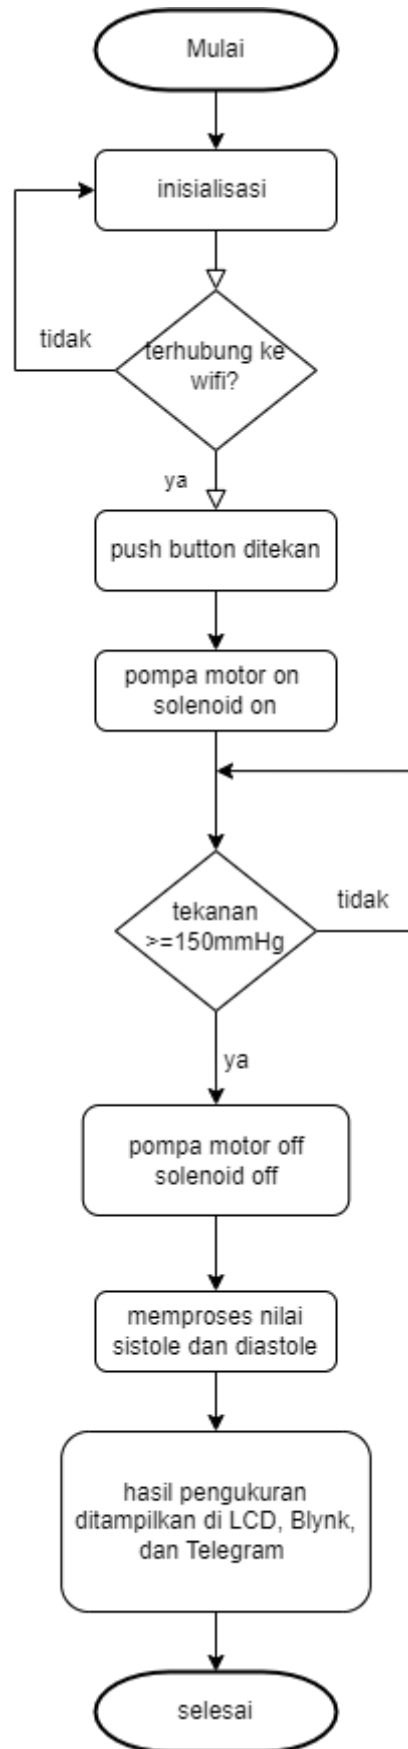 Mulai
inisialisasi
tidak
terhubung ke
wifi?
ya
push button ditekan
pompa motor on
solenoid on
tekanan
>=150mmHg
tidak
ya
pompa motor off
solenoid off
memproses nilai
sistole dan diastole
hasil pengukuran
ditampilkan di LCD, Blynk,
dan Telegram
selesai